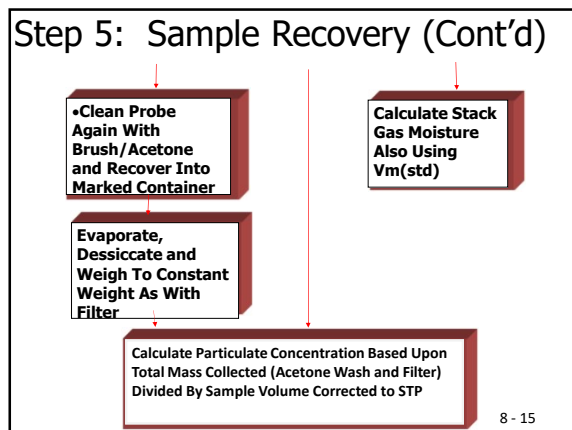 Step 5:  Sample Recovery (Cont’d)
•Clean Probe
Again With
Brush/Acetone
and Recover Into
Marked Container
Calculate Stack
Gas Moisture
Also Using
Vm(std)
Evaporate,
Dessiccate and
Weigh To Constant
Weight As With
Filter
Calculate Particulate Concentration Based Upon
Total Mass Collected (Acetone Wash and Filter)
Divided By Sample Volume Corrected to STP
8 - 15